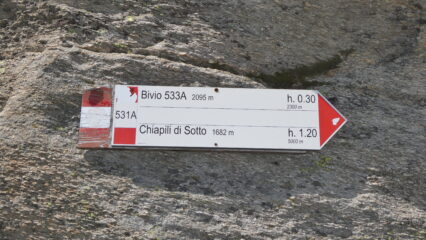 Bivio 533A 2095 m h. 0.30
2300 m
531A
Chiapili di Sotto 1682 m h. 1.20
5000 m